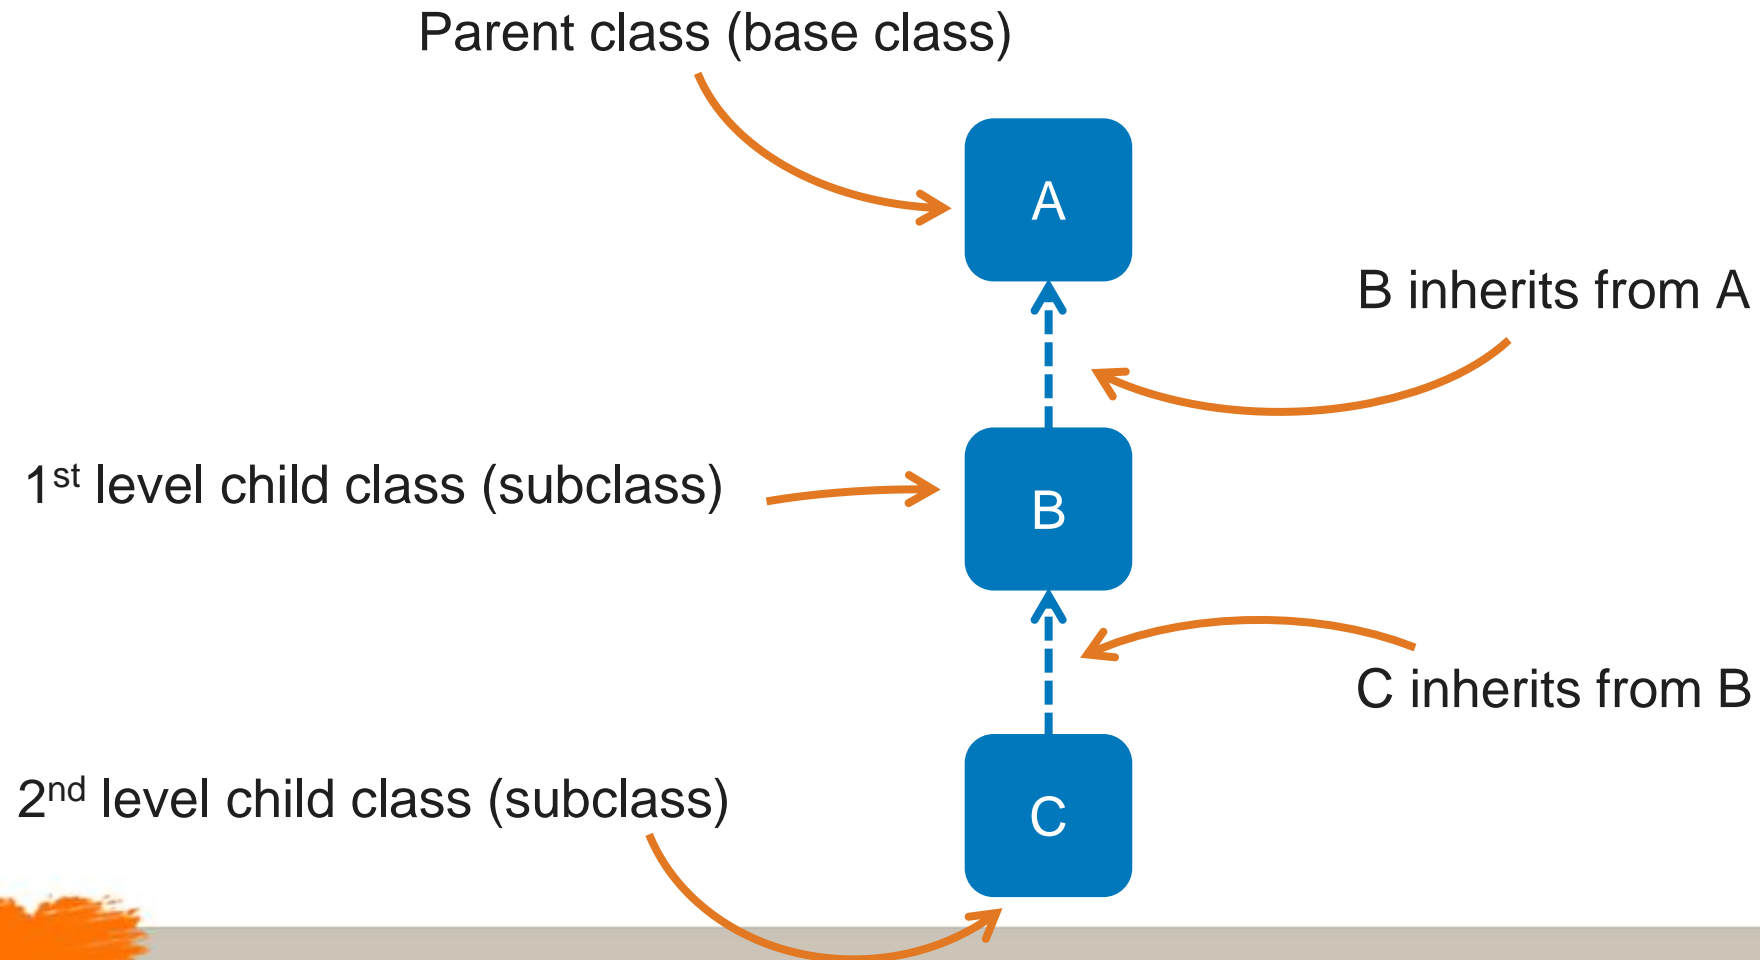 Parent class (base class)
A
B inherits from A
1st level child class (subclass)
B
C inherits from B
2nd level child class (subclass)
C